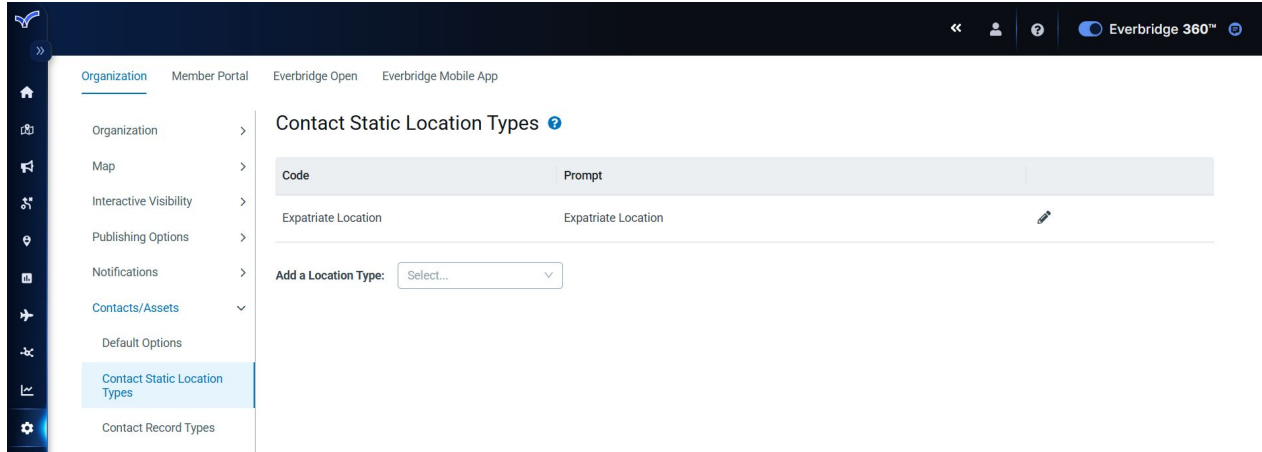 Everbridge 360™
Organization Member Portal Everbridge Open Everbridge Mobile App
Organization
Map
Interactive Visibility
Publishing Options
Notifications
Contacts/Assets
Default Options
Contact Static Location
Types
Contact Record Types
Contact Static Location Types
Code Prompt
Expatriate Location Expatriate Location
Add a Location Type: Select...